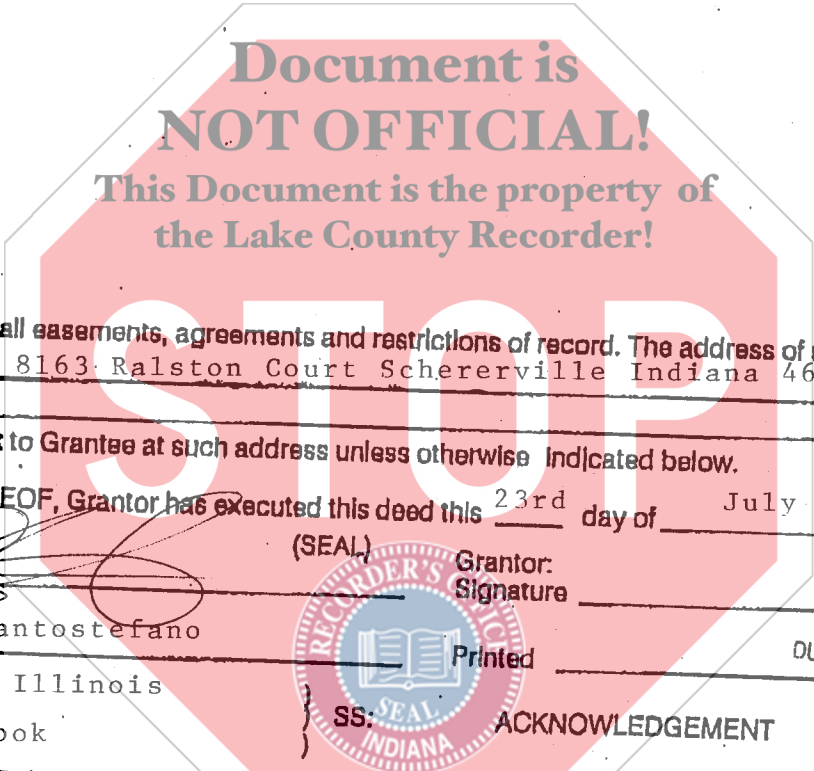 Document is
NOT OFFICIAL!
This Document is the property of
the Lake County Recorder!
STOP
all easements, agreements and restrictions of record. The address of
8163 Ralston Court Schererville Indiana 46
to Grantee at such address unless otherwise indicated below.
EOF, Grantor has executed this deed this 23rd day of July
(SEAL)
Grantor:
Signature
antostefano
Printed
DU
Illinois
ook
SS:
ACKNOWLEDGEMENT
RECORDER'S OFFIC
SEAL
INDIANA